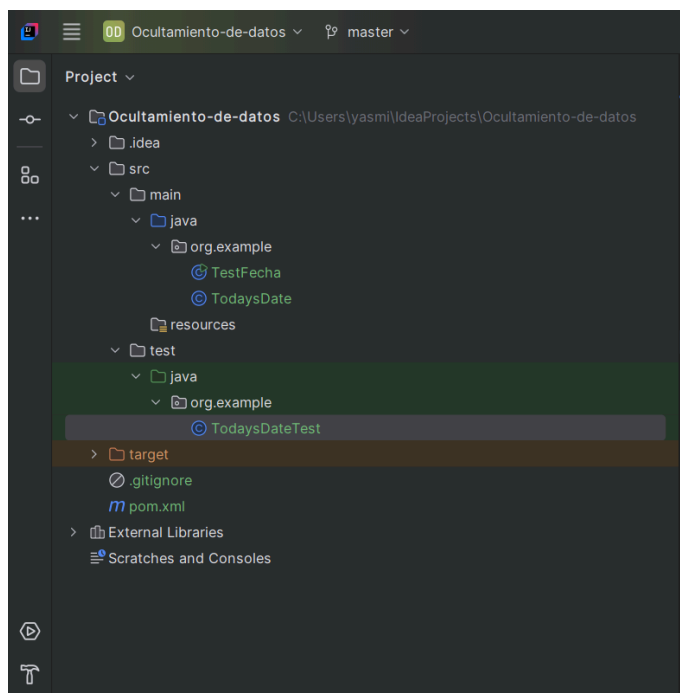 OD Ocultamiento-de-datos master
Project
Ocultamiento-de-datos C:\Users\yasmi\IdeaProjects\Ocultamiento-de-datos
.idea
src
main
java
org.example
TestFecha
TodaysDate
resources
test
java
org.example
TodaysDateTest
target
.gitignore
pom.xml
External Libraries
Scratches and Consoles